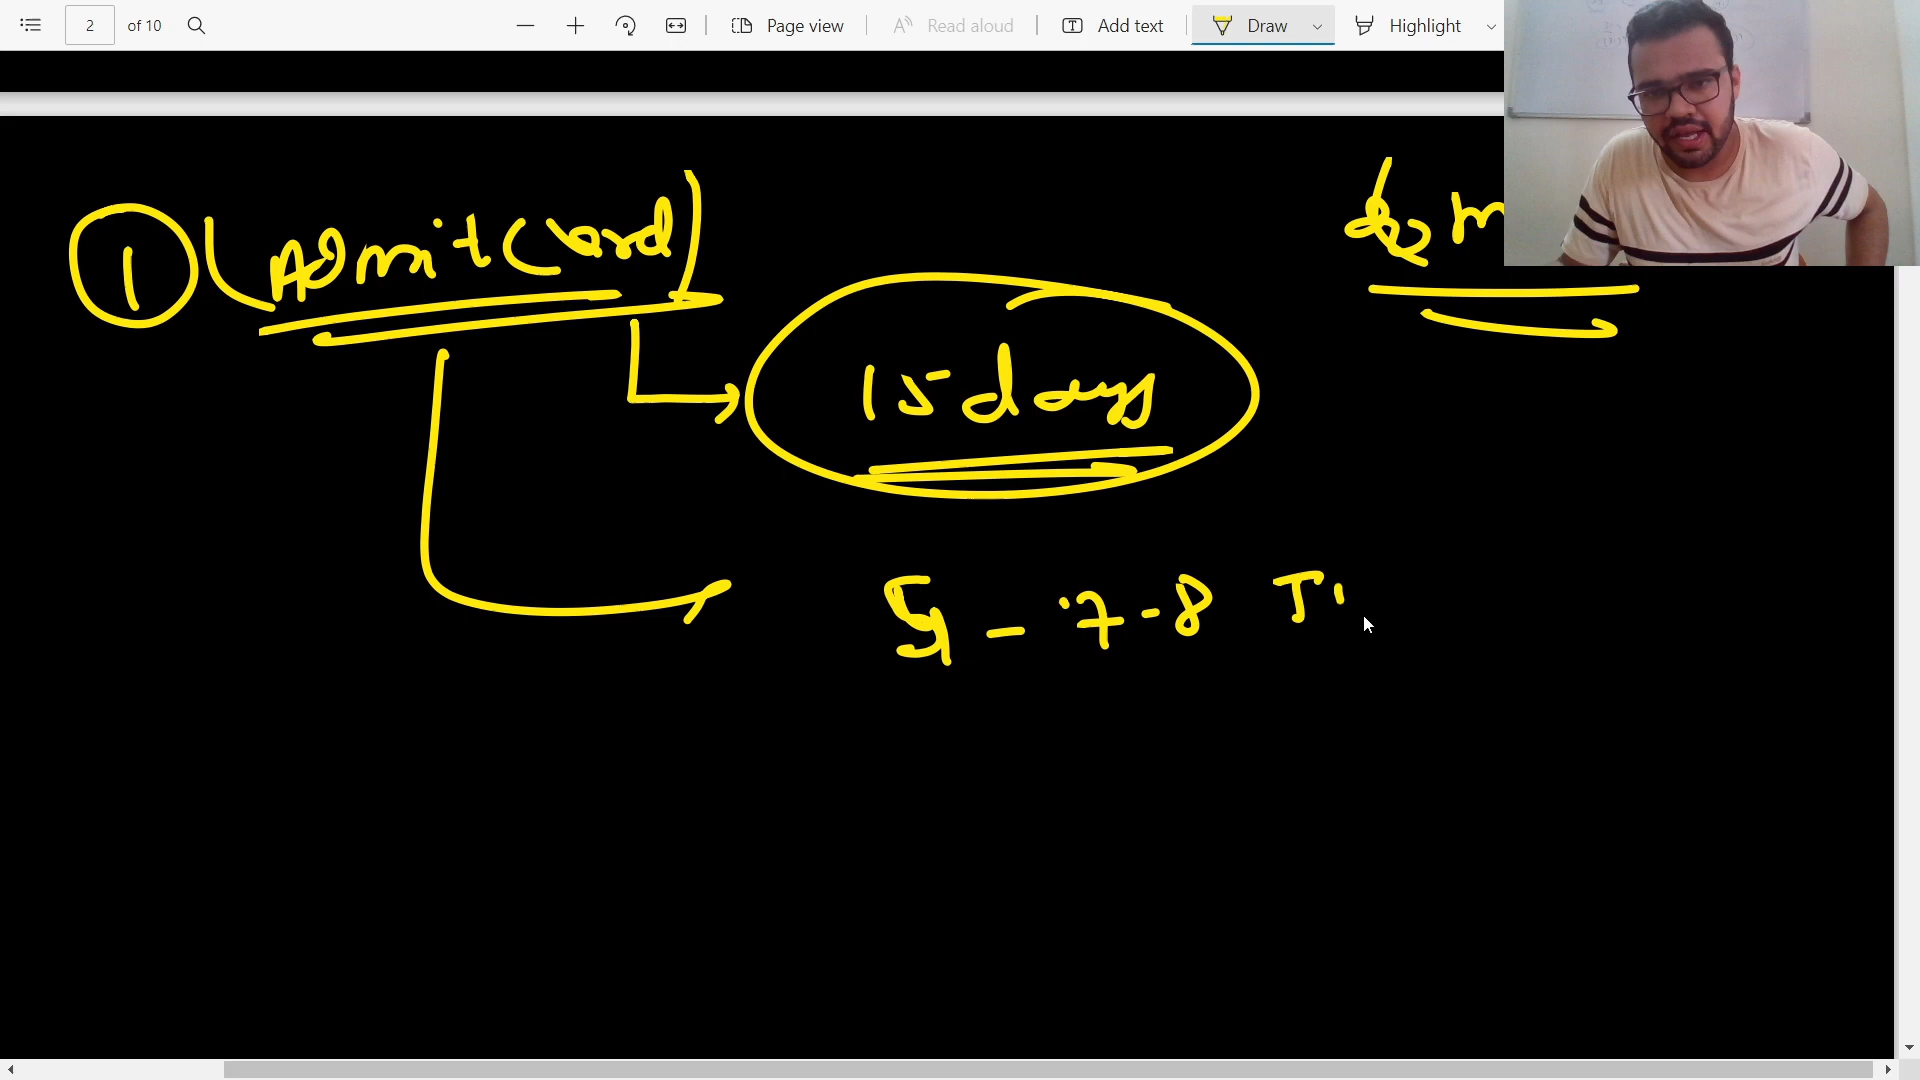 2 of 10 Page view Read aloud Add text Draw Highlight
1 (Admit Card)
15 days
5 - 7-8